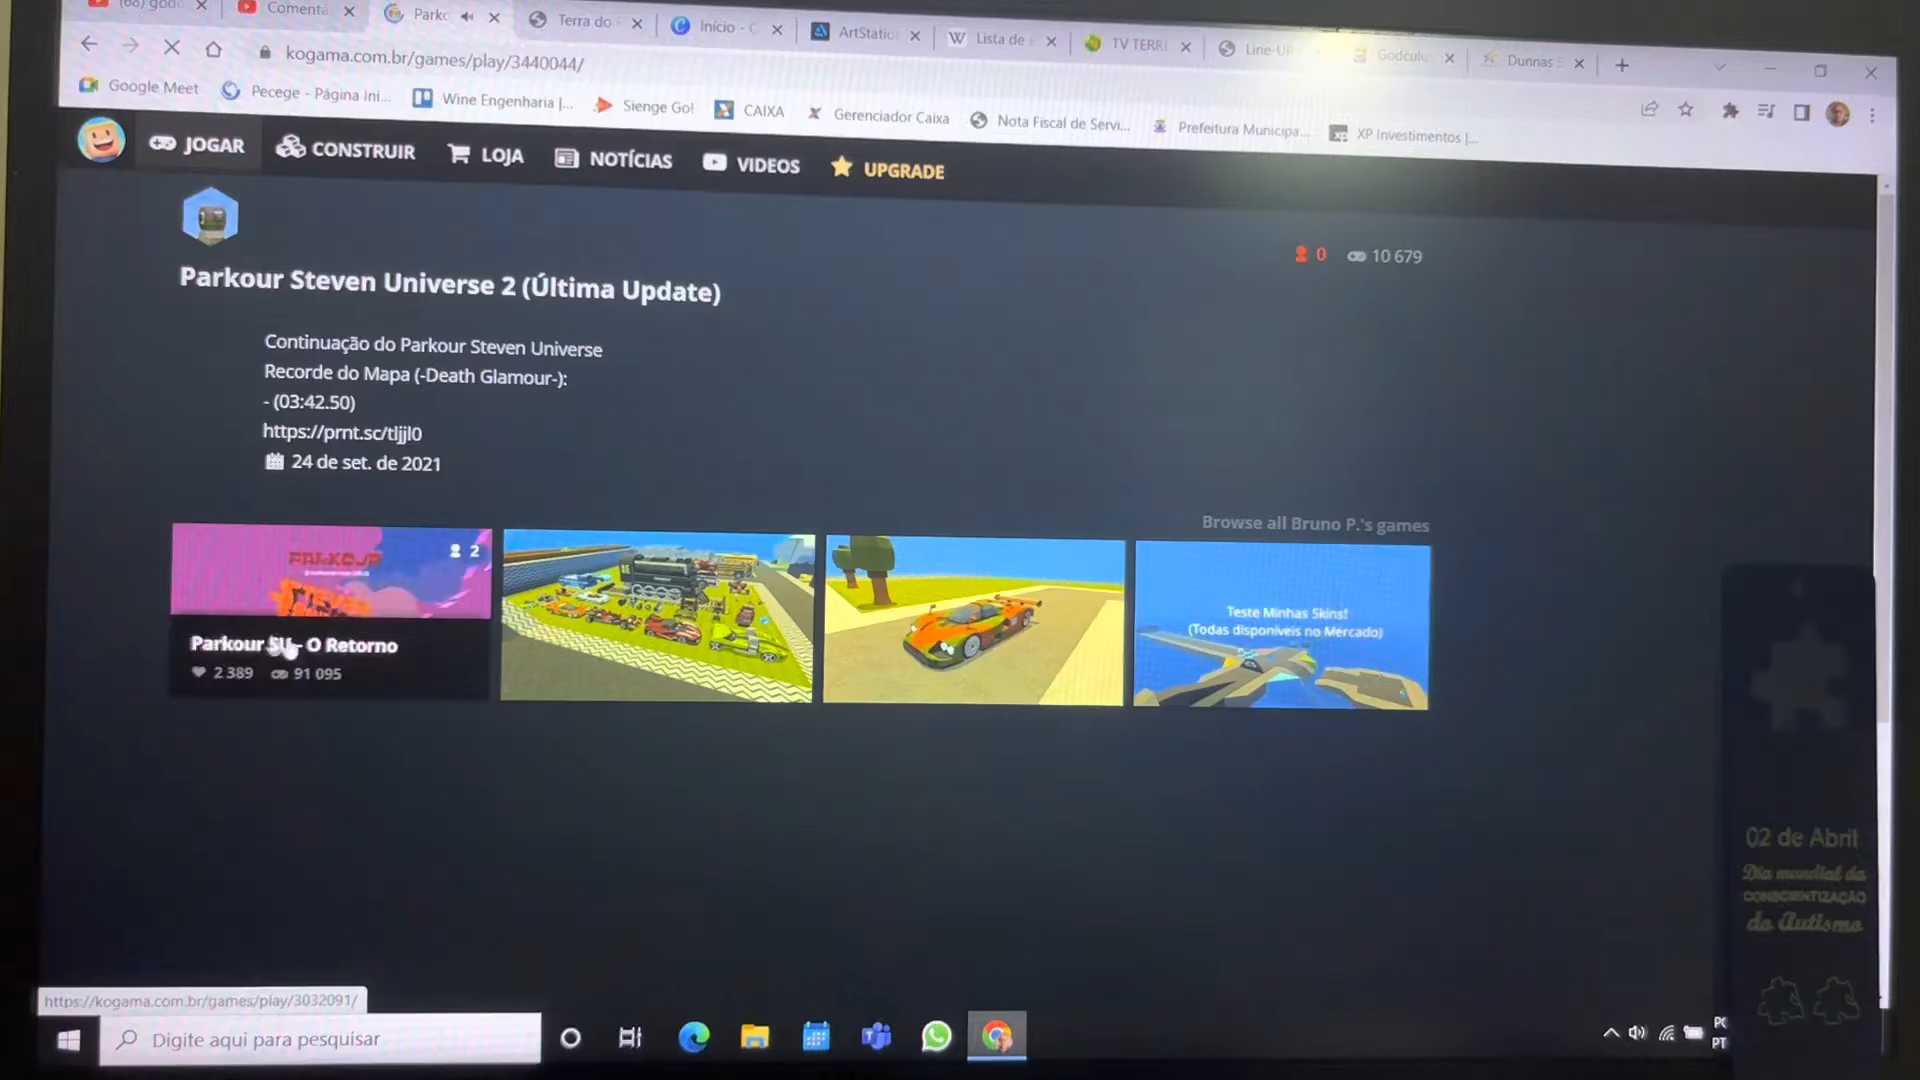 (68) god
Comenta
Parko
Terra do
Início - C
ArtStatio
Lista de
TV TERR
Line-UP
Godcul
Dunnas S
kogama.com.br/games/play/3440044/
Google Meet
Pecege - Página Ini...
Wine Engenharia |...
Sienge Go!
CAIXA
Gerenciador Caixa
Nota Fiscal de Servi...
Prefeitura Municipa...
XP Investimentos |...
JOGAR
CONSTRUIR
LOJA
NOTÍCIAS
VIDEOS
UPGRADE
0
10 679
Parkour Steven Universe 2 (Última Update)
Continuação do Parkour Steven Universe
Recorde do Mapa (-Death Glamour-):
- (03:42.50)
https://prnt.sc/tljjl0
24 de set. de 2021
Browse all Bruno P.'s games
PARKOUR
2
Parkour SU - O Retorno
2 389
91 095
Teste Minhas Skins!
(Todas disponíveis no Mercado)
02 de Abril
Dia mundial da
CONSCIENTIZAÇÃO
do Autismo
https://kogama.com.br/games/play/3032091/
Digite aqui para pesquisar
PT